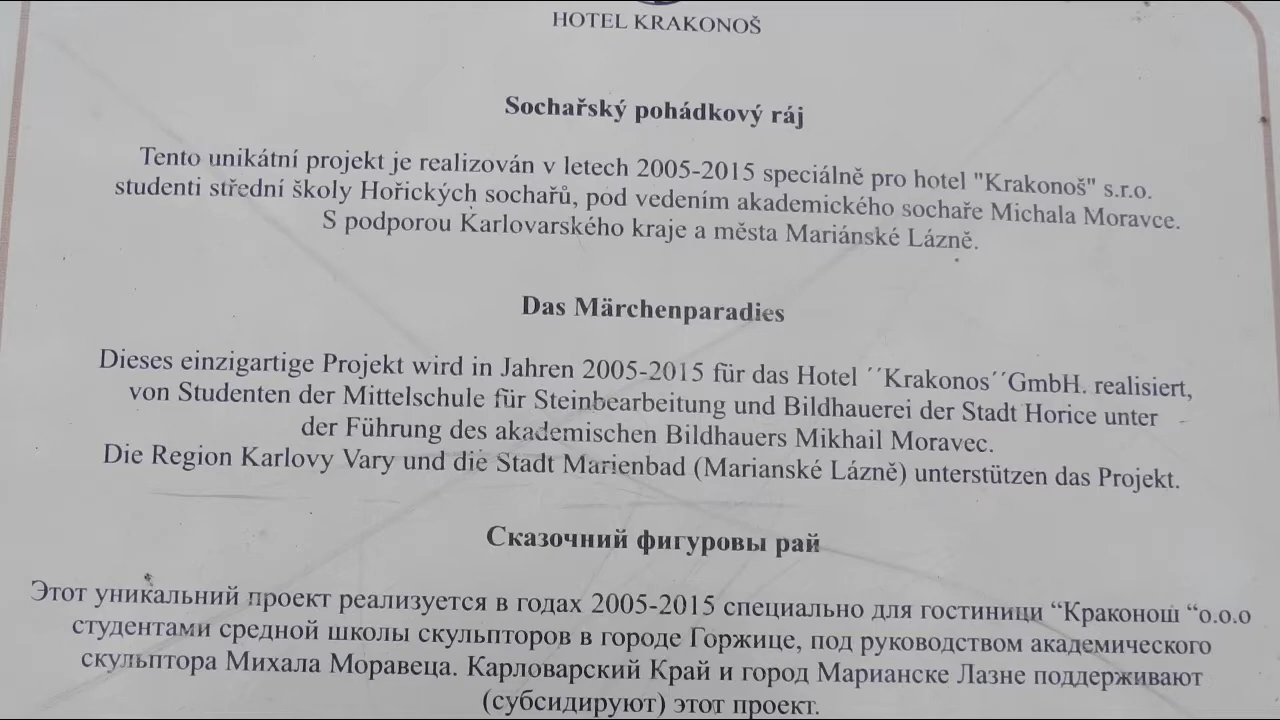 HOTEL KRAKONOŠ
Sochařský pohádkový ráj
Tento unikátní projekt je realizován v letech 2005-2015 speciálně pro hotel "Krakonoš" s.r.o.
studenti střední školy Hořických sochařů, pod vedením akademického sochaře Michala Moravce.
S podporou Karlovarského kraje a města Mariánské Lázně.
Das Märchenparadies
Dieses einzigartige Projekt wird in Jahren 2005-2015 für das Hotel ´´Krakonos´´GmbH. realisiert,
von Studenten der Mittelschule für Steinbearbeitung und Bildhauerei der Stadt Horice unter
der Führung des akademischen Bildhauers Mikhail Moravec.
Die Region Karlovy Vary und die Stadt Marienbad (Marianské Lázně) unterstützen das Projekt.
Сказочний фигуровы рай
Этот уникальний проект реализуется в годах 2005-2015 специально для гостиници “Краконош “о.о.о
студентами средной школы скульпторов в городе Горжице, под руководством академического
скульптора Михала Моравеца. Карловарский Край и город Марианске Лазне поддерживают
(субсидируют) этот проект.